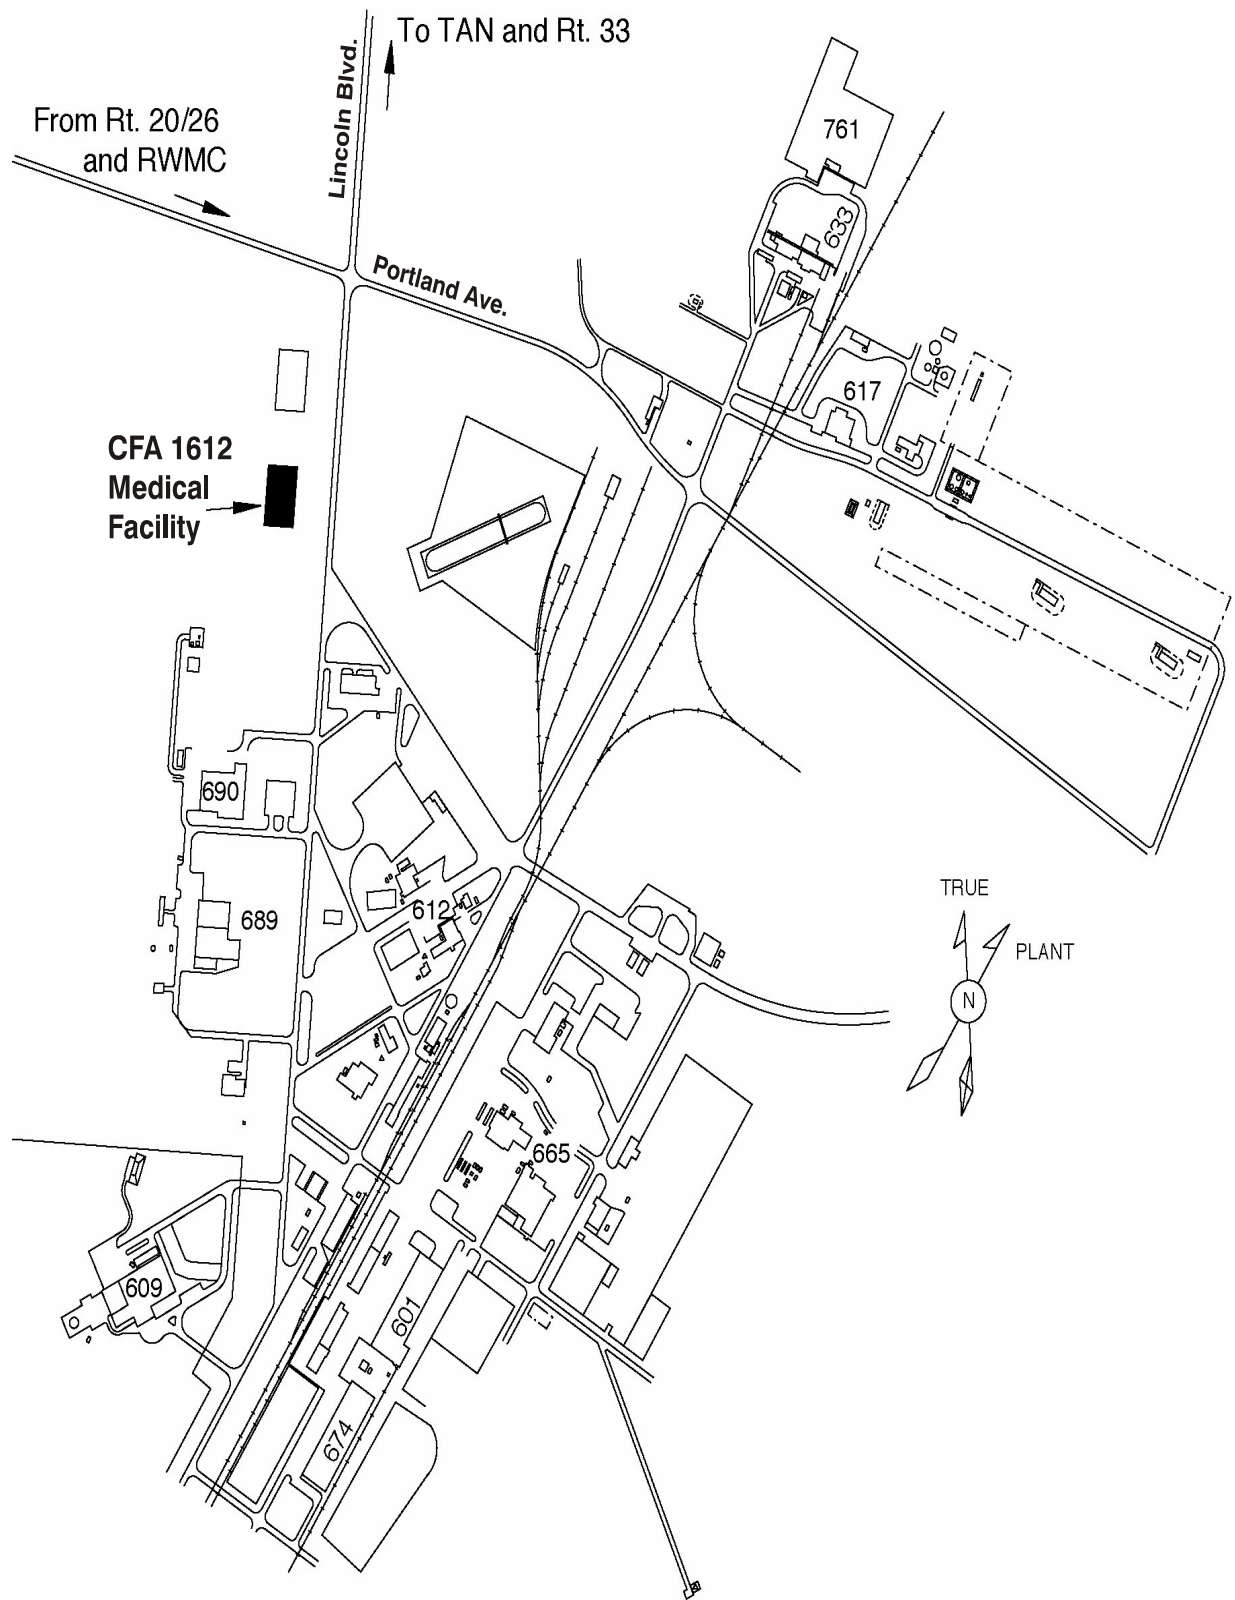 To TAN and Rt. 33
Lincoln Blvd.
From Rt. 20/26
and RWMC
761
633
Portland Ave.
617
CFA 1612
Medical
Facility
690
689
612
TRUE
PLANT
N
665
609
601
674